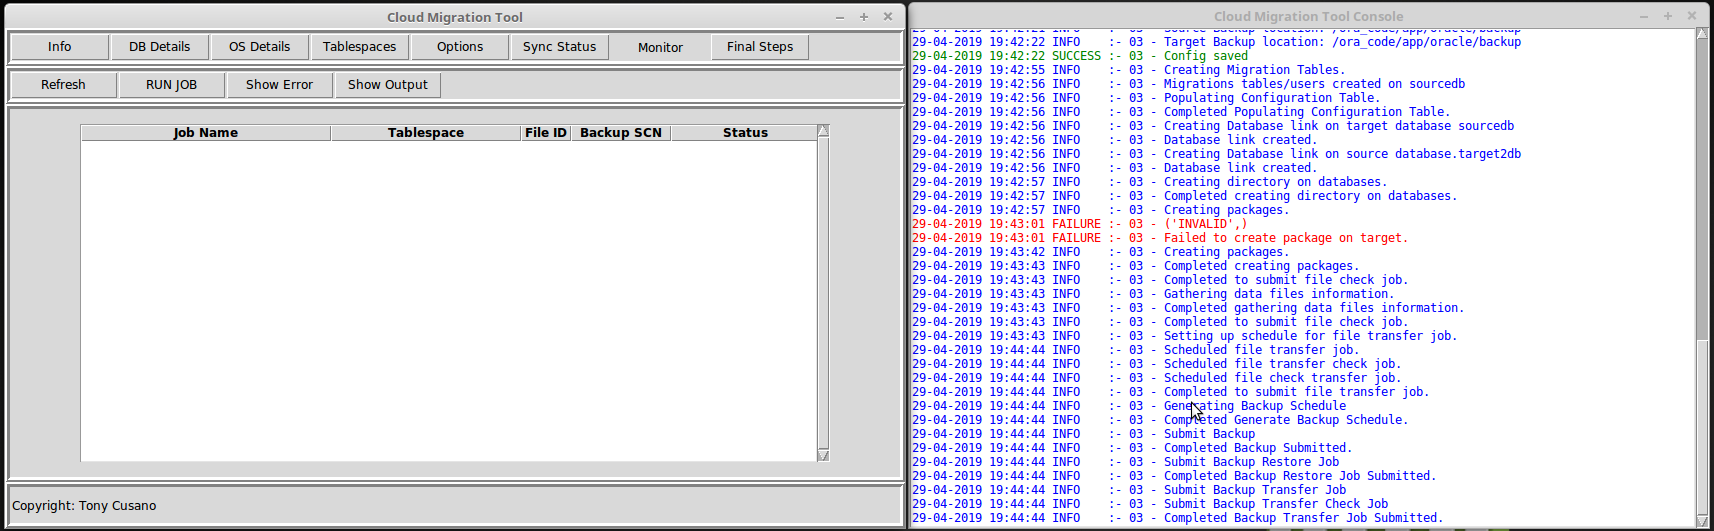 Cloud Migration Tool
Info DB Details OS Details Tablespaces Options Sync Status Monitor Final Steps
Refresh RUN JOB Show Error Show Output
Job Name Tablespace File ID Backup SCN Status
Copyright: Tony Cusano
Cloud Migration Tool Console
29-04-2019 19:42:21 INFO :- 03 - Source Backup location: /ora_code/app/oracle/backup
29-04-2019 19:42:22 INFO :- 03 - Target Backup location: /ora_code/app/oracle/backup
29-04-2019 19:42:22 SUCCESS :- 03 - Config saved
29-04-2019 19:42:55 INFO :- 03 - Creating Migration Tables.
29-04-2019 19:42:56 INFO :- 03 - Migrations tables/users created on sourcedb
29-04-2019 19:42:56 INFO :- 03 - Populating Configuration Table.
29-04-2019 19:42:56 INFO :- 03 - Completed Populating Configuration Table.
29-04-2019 19:42:56 INFO :- 03 - Creating Database link on target database sourcedb
29-04-2019 19:42:56 INFO :- 03 - Database link created.
29-04-2019 19:42:56 INFO :- 03 - Creating Database link on source database.target2db
29-04-2019 19:42:56 INFO :- 03 - Database link created.
29-04-2019 19:42:57 INFO :- 03 - Creating directory on databases.
29-04-2019 19:42:57 INFO :- 03 - Completed creating directory on databases.
29-04-2019 19:42:57 INFO :- 03 - Creating packages.
29-04-2019 19:43:01 FAILURE :- 03 - ('INVALID',)
29-04-2019 19:43:01 FAILURE :- 03 - Failed to create package on target.
29-04-2019 19:43:42 INFO :- 03 - Creating packages.
29-04-2019 19:43:43 INFO :- 03 - Completed creating packages.
29-04-2019 19:43:43 INFO :- 03 - Completed to submit file check job.
29-04-2019 19:43:43 INFO :- 03 - Gathering data files information.
29-04-2019 19:43:43 INFO :- 03 - Completed gathering data files information.
29-04-2019 19:43:43 INFO :- 03 - Completed to submit file check job.
29-04-2019 19:43:43 INFO :- 03 - Setting up schedule for file transfer job.
29-04-2019 19:44:44 INFO :- 03 - Scheduled file transfer job.
29-04-2019 19:44:44 INFO :- 03 - Scheduled file transfer check job.
29-04-2019 19:44:44 INFO :- 03 - Scheduled file check transfer job.
29-04-2019 19:44:44 INFO :- 03 - Completed to submit file transfer job.
29-04-2019 19:44:44 INFO :- 03 - Generating Backup Schedule
29-04-2019 19:44:44 INFO :- 03 - Completed Generate Backup Schedule.
29-04-2019 19:44:44 INFO :- 03 - Submit Backup
29-04-2019 19:44:44 INFO :- 03 - Completed Backup Submitted.
29-04-2019 19:44:44 INFO :- 03 - Submit Backup Restore Job
29-04-2019 19:44:44 INFO :- 03 - Completed Backup Restore Job Submitted.
29-04-2019 19:44:44 INFO :- 03 - Submit Backup Transfer Job
29-04-2019 19:44:44 INFO :- 03 - Submit Backup Transfer Check Job
29-04-2019 19:44:44 INFO :- 03 - Completed Backup Transfer Job Submitted.